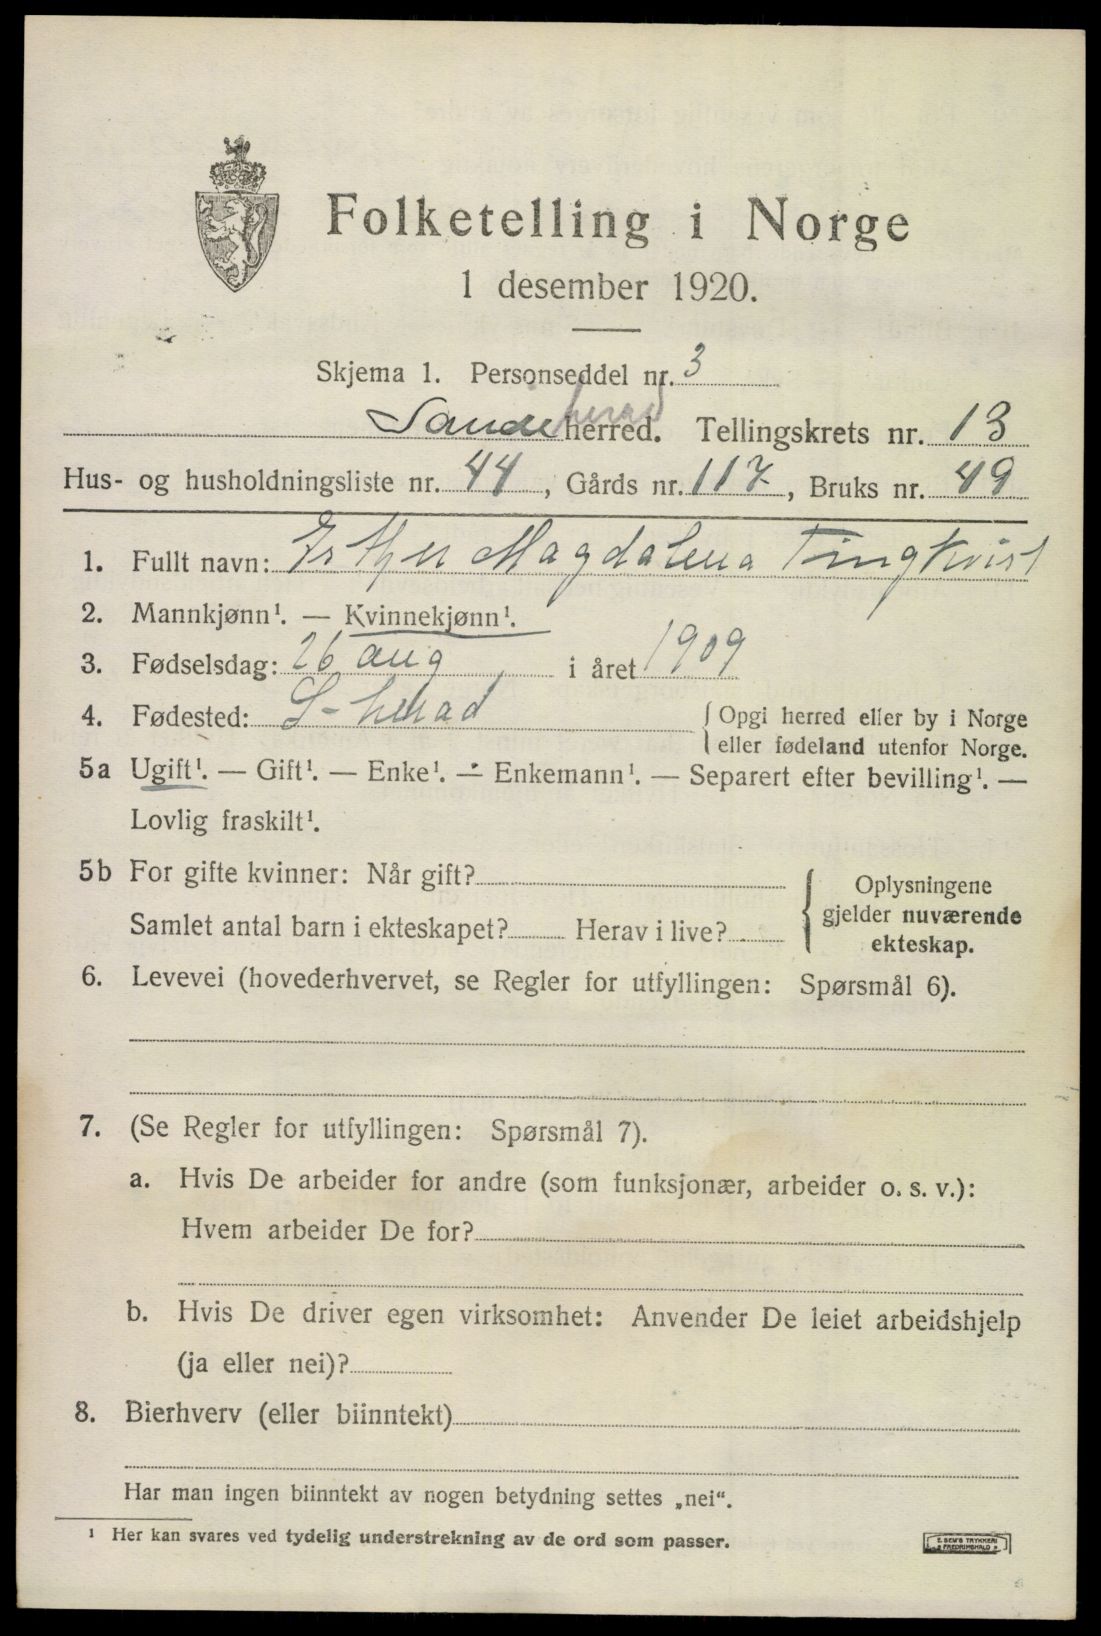 Folketelling i Norge
1 desember 1920.
Skjema 1. Personseddel nr. 3
herad
Sandeherred. Tellingskrets nr. 13
Hus- og husholdningsliste nr. 44, Gårds nr. 117, Bruks nr. 49
1. Fullt navn: Esther Magdalena Tingkvist
2. Mannkjønn¹. — Kvinnekjønn¹.
3. Fødselsdag: 26 aug i året 1909
4. Fødested: S-herad { Opgi herred eller by i Norge
eller fødeland utenfor Norge.
5a Ugift¹. — Gift¹. — Enke¹. — Enkemann¹. — Separert efter bevilling¹. —
Lovlig fraskilt¹.
5b For gifte kvinner: Når gift?
Samlet antal barn i ekteskapet? Herav i live?
{ Oplysningene
gjelder nuværende
ekteskap.
6. Levevei (hovederhvervet, se Regler for utfyllingen: Spørsmål 6).
7. (Se Regler for utfyllingen: Spørsmål 7).
a. Hvis De arbeider for andre (som funksjonær, arbeider o. s. v.):
Hvem arbeider De for?
b. Hvis De driver egen virksomhet: Anvender De leiet arbeidshjelp
(ja eller nei)?
8. Bierhverv (eller biinntekt)
Har man ingen biinntekt av nogen betydning settes „nei“.
¹ Her kan svares ved tydelig understrekning av de ord som passer.
E. SEM'S TRYKKERI
FREDRIKSHALD